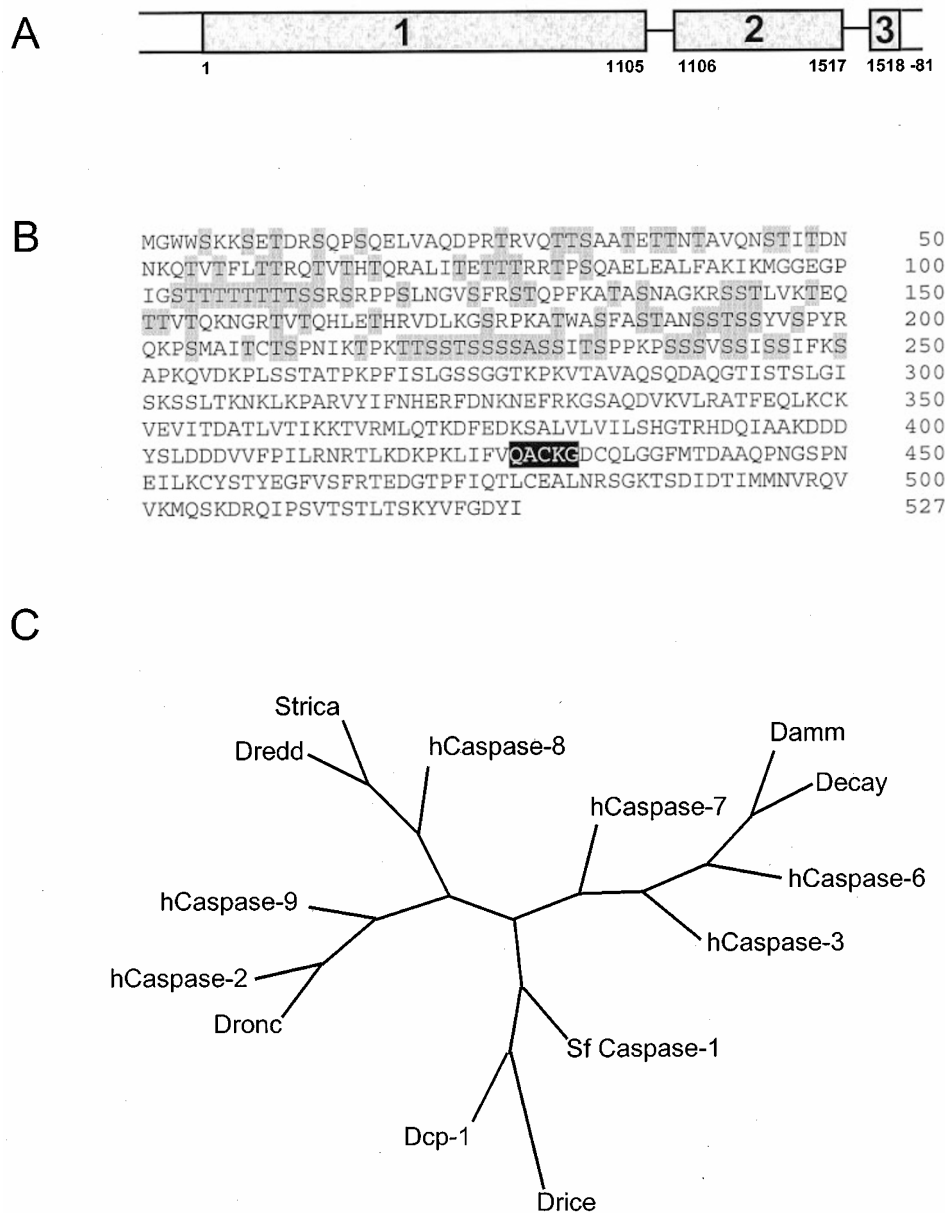 A
1 2 3
1 1105 1106 1517 1518 -81
B
MGWWSKKSETDRSQPSQELVAQDPRTRVQTTSAATETTNTAVQNSTITDN 50
NKQTVTFLTTRQTVTHTQRALITETTTRRTPSQAELEALFAKIKMGGEGP 100
IGSTTTTTTTTSSRSRPPSLNGVSFRSTQPFKATASNAGKRSSTLVKTEQ 150
TTVTQKNGRTVTQHLETHRVDLKGSRPKATWASFASTANSSTSSYVSPYR 200
QKPSMAITCTSPNIKTPKTTSSTSSSSSASSITSPPKPSSSVSSISSIFKS 250
APKQVDKPLSSTATPKPFISLGSSGGTKPKVTAVAQSQDAQGTISTSLGI 300
SKSSLTKNKLKPARVYIFNHERFDNKNEFRKGSAQDVKVLRATFEQLKCK 350
VEVITDATLVTIKKTVRMLQTKDFEDKSALVLVILSHGTRHDQIAAKDDD 400
YSLDDDVVFPILRNRTLKDKPKLIFVQACKGDCQLGGFMTDAAQPNGSPN 450
EILKCYSTYEGFVSFRTEDGTPFIQTLCEALNRSGKTSDIDTIMMNVRQV 500
VKMQSKDRQIPSVTSTLTSKYVFGDYI 527
C
Strica
Dredd
hCaspase-8
Damm
Decay
hCaspase-7
hCaspase-6
hCaspase-9
hCaspase-3
hCaspase-2
Dronc
Sf Caspase-1
Dcp-1
Drice